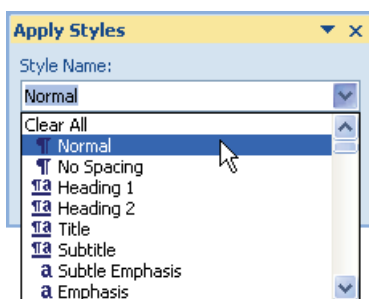 Apply Styles
Style Name:
Normal
Clear All
¶ Normal
¶ No Spacing
¶a Heading 1
¶a Heading 2
¶a Title
¶a Subtitle
a Subtle Emphasis
a Emphasis